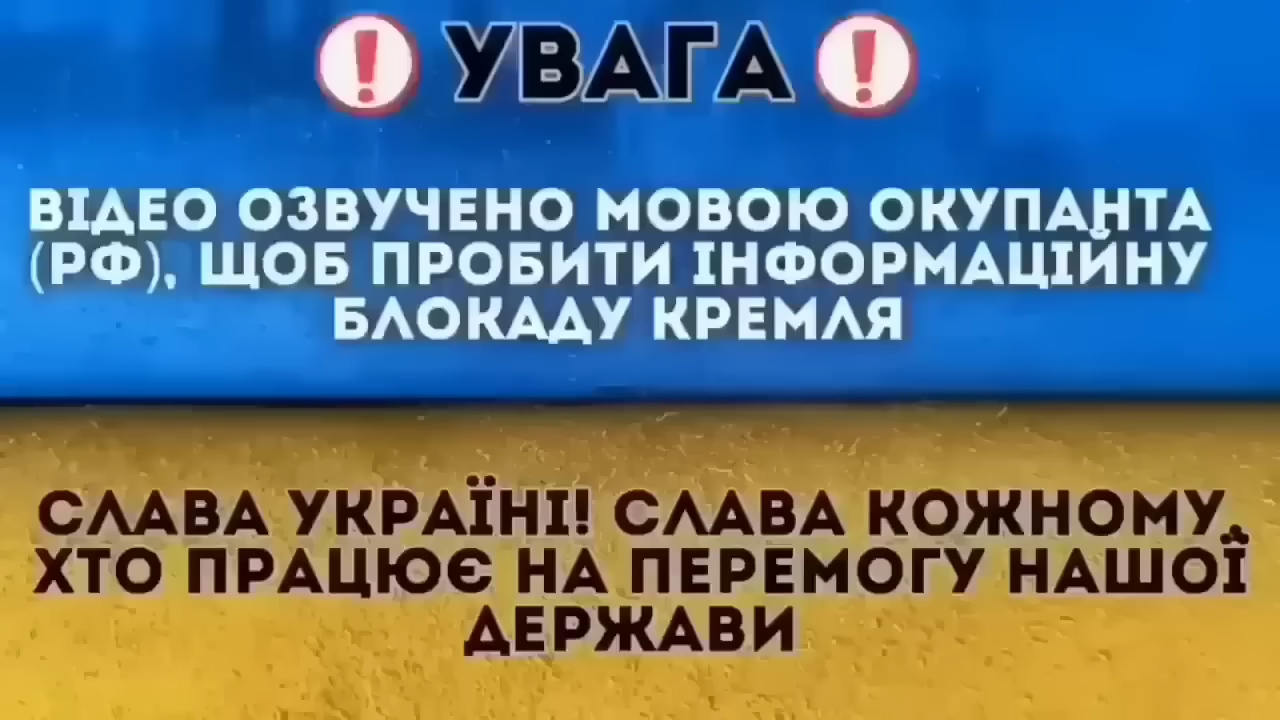 ❗ УВАГА ❗
ВІДЕО ОЗВУЧЕНО МОВОЮ ОКУПАНТА
(РФ), ЩОБ ПРОБИТИ ІНФОРМАЦІЙНУ
БЛОКАДУ КРЕМЛЯ
СЛАВА УКРАЇНІ! СЛАВА КОЖНОМУ,
ХТО ПРАЦЮЄ НА ПЕРЕМОГУ НАШОЇ
ДЕРЖАВИ